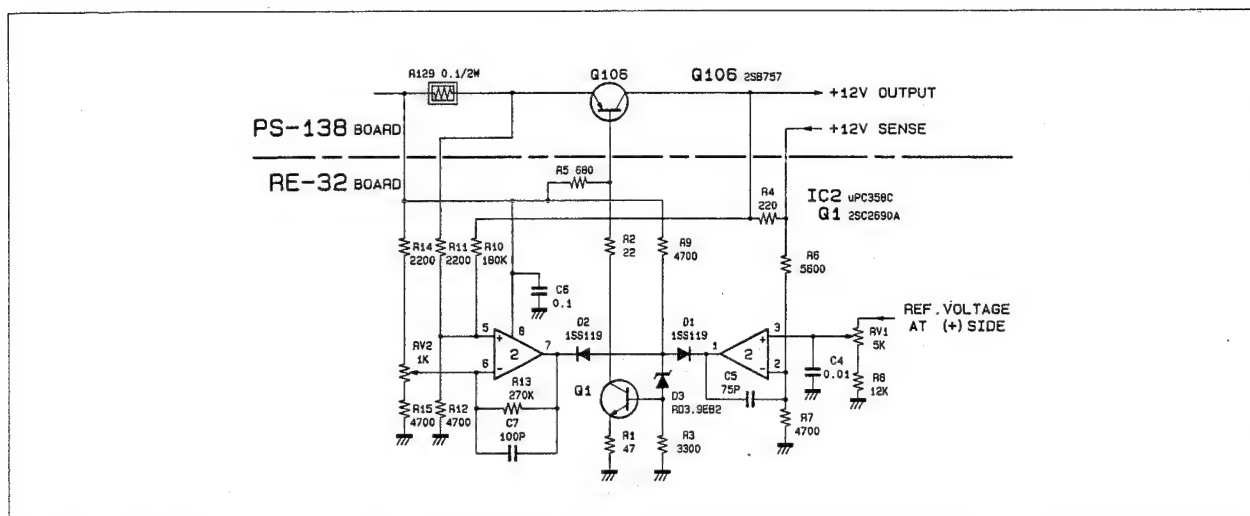 R129 0.1/2W
Q106
Q106 2SB757
+12V OUTPUT
PS-138 BOARD
+12V SENSE
RE-32 BOARD
R5 680
R4
220
IC2 uPC358C
Q1 2SC2690A
R14
2200
R11
2200
R10
180K
R2
22
R9
4700
R6
5600
C6
0.1
REF. VOLTAGE
AT (+) SIDE
D2
1SS119
D1
1SS119
5
+
8
2
7
1
3
+
2
RV1
5K
RV2
1K
6
-
2
-
C4
0.01
R13
270K
Q1
C5
75P
D3
RD3.9EB2
R8
12K
R15
4700
R12
4700
C7
100P
R1
47
R3
3300
R7
4700